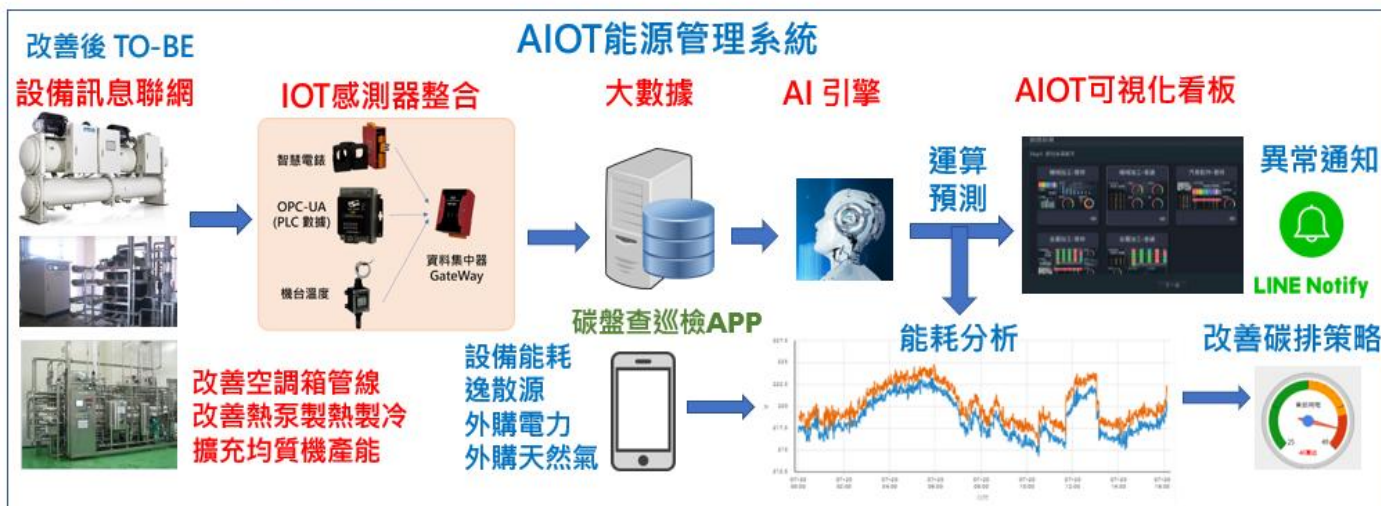 改善後 TO-BE
AIOT能源管理系統
設備訊息聯網
IOT感測器整合
大數據
AI 引擎
AIOT可視化看板
智慧電錶
OPC-UA
(PLC 數據)
機台溫度
資料集中器
GateWay
運算
預測
異常通知
LINE Notify
改善空調箱管線
改善熱泵製熱製冷
擴充均質機產能
碳盤查巡檢APP
設備能耗
逸散源
外購電力
外購天然氣
能耗分析
改善碳排策略